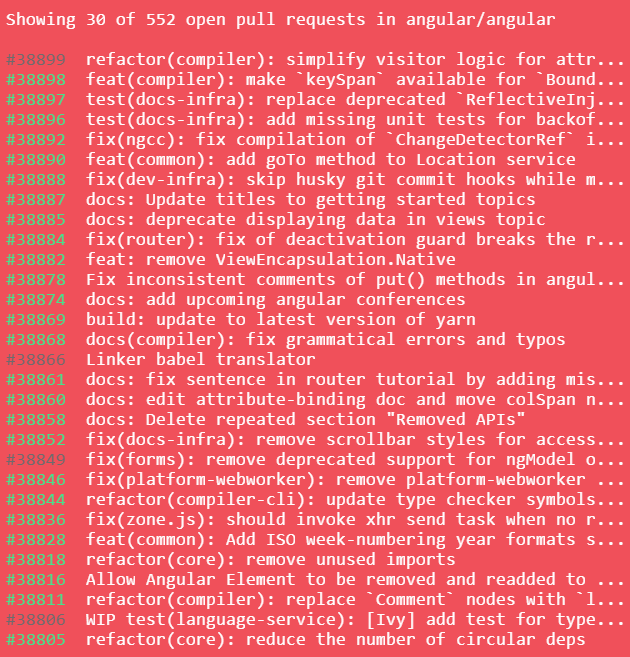 Showing 30 of 552 open pull requests in angular/angular
#38899 refactor(compiler): simplify visitor logic for attr...
#38898 feat(compiler): make `keySpan` available for `Bound...
#38897 test(docs-infra): replace deprecated `ReflectiveInj...
#38896 test(docs-infra): add missing unit tests for backof...
#38892 fix(ngcc): fix compilation of `ChangeDetectorRef` i...
#38890 feat(common): add goTo method to Location service
#38888 fix(dev-infra): skip husky git commit hooks while m...
#38887 docs: Update titles to getting started topics
#38885 docs: deprecate displaying data in views topic
#38884 fix(router): fix of deactivation guard breaks the r...
#38882 feat: remove ViewEncapsulation.Native
#38878 Fix inconsistent comments of put() methods in angul...
#38874 docs: add upcoming angular conferences
#38869 build: update to latest version of yarn
#38868 docs(compiler): fix grammatical errors and typos
#38866 Linker babel translator
#38861 docs: fix sentence in router tutorial by adding mis...
#38860 docs: edit attribute-binding doc and move colSpan n...
#38858 docs: Delete repeated section "Removed APIs"
#38852 fix(docs-infra): remove scrollbar styles for access...
#38849 fix(forms): remove deprecated support for ngModel o...
#38846 fix(platform-webworker): remove platform-webworker ...
#38844 refactor(compiler-cli): update type checker symbols...
#38836 fix(zone.js): should invoke xhr send task when no r...
#38828 feat(common): Add ISO week-numbering year formats s...
#38818 refactor(core): remove unused imports
#38816 Allow Angular Element to be removed and readded to ...
#38811 refactor(compiler): replace `Comment` nodes with `l...
#38806 WIP test(language-service): [Ivy] add test for type...
#38805 refactor(core): reduce the number of circular deps